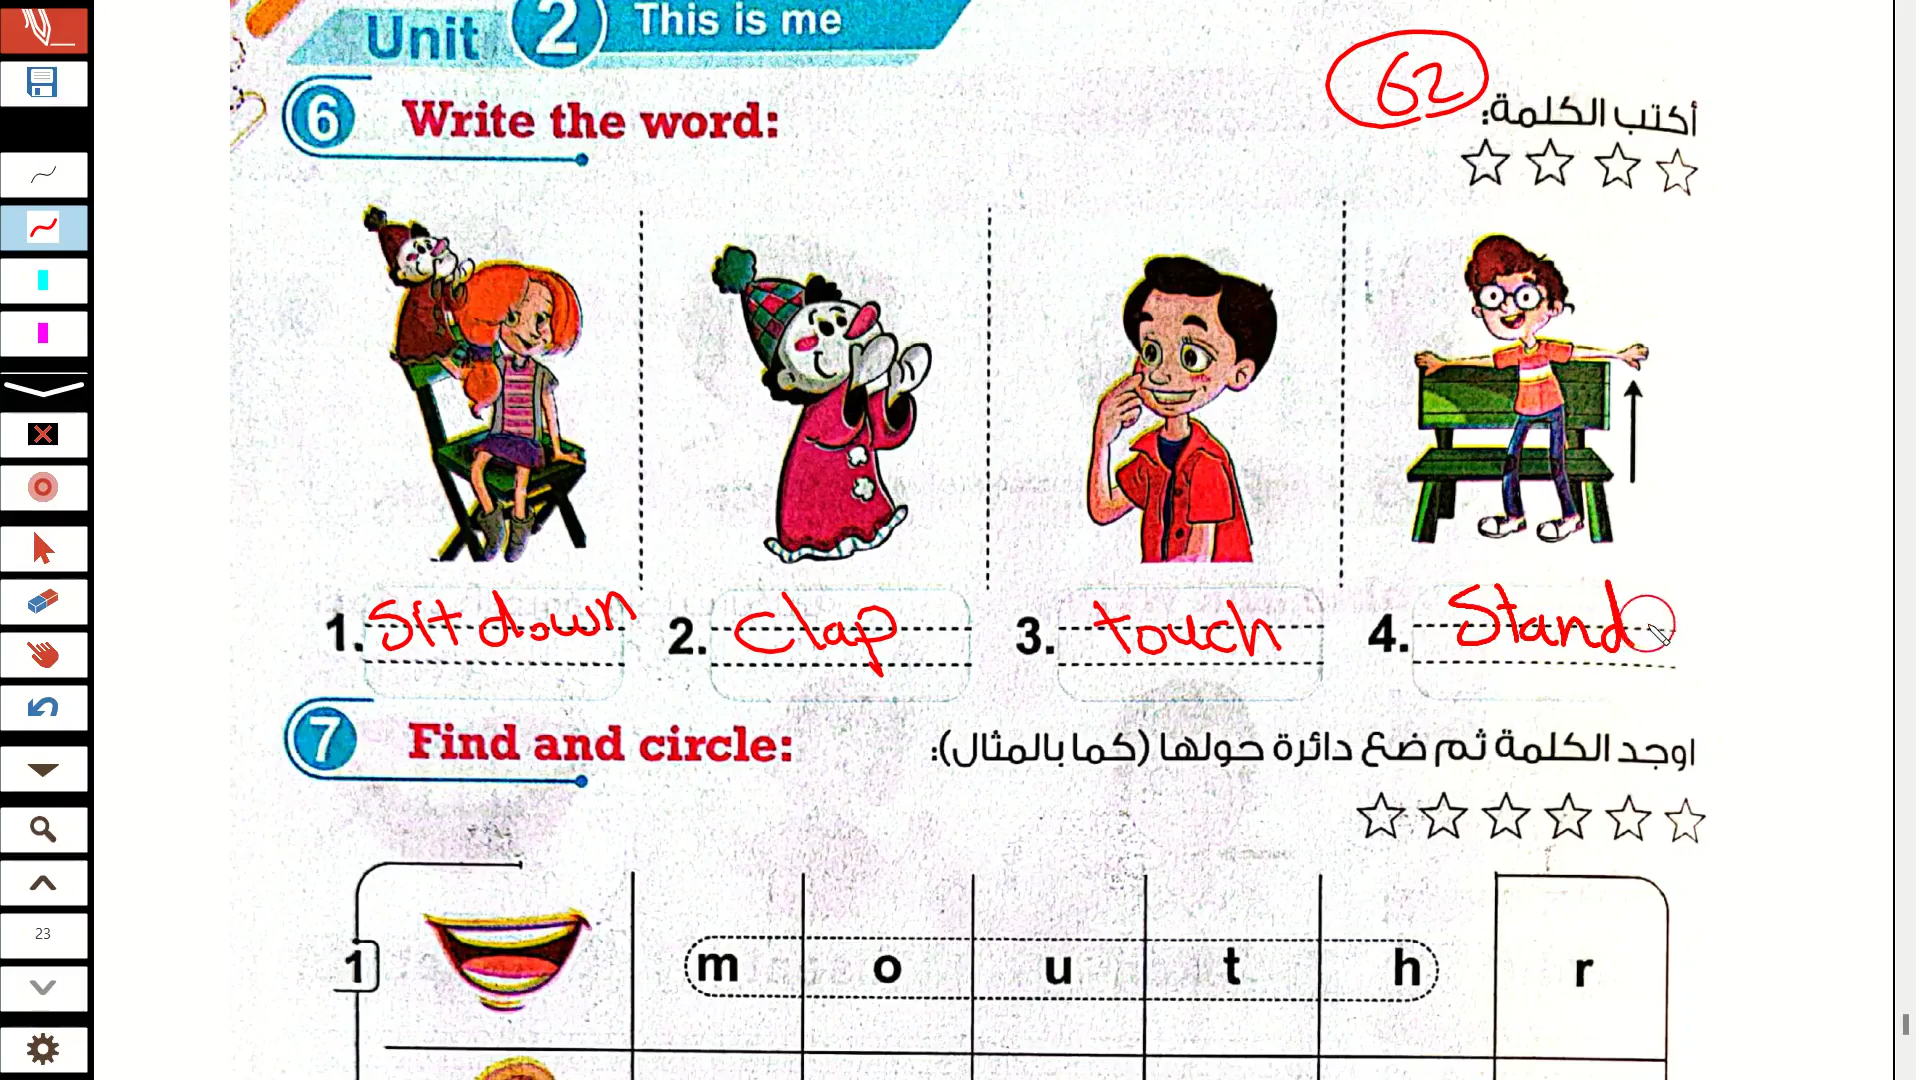 Unit 2 This is me
62
6 Write the word:
أكتب الكلمة:
1. sit down 2. clap 3. touch 4. Stand
7 Find and circle:
اوجد الكلمة ثم ضع دائرة حولها (كما بالمثال):
1 m o u t h r
23